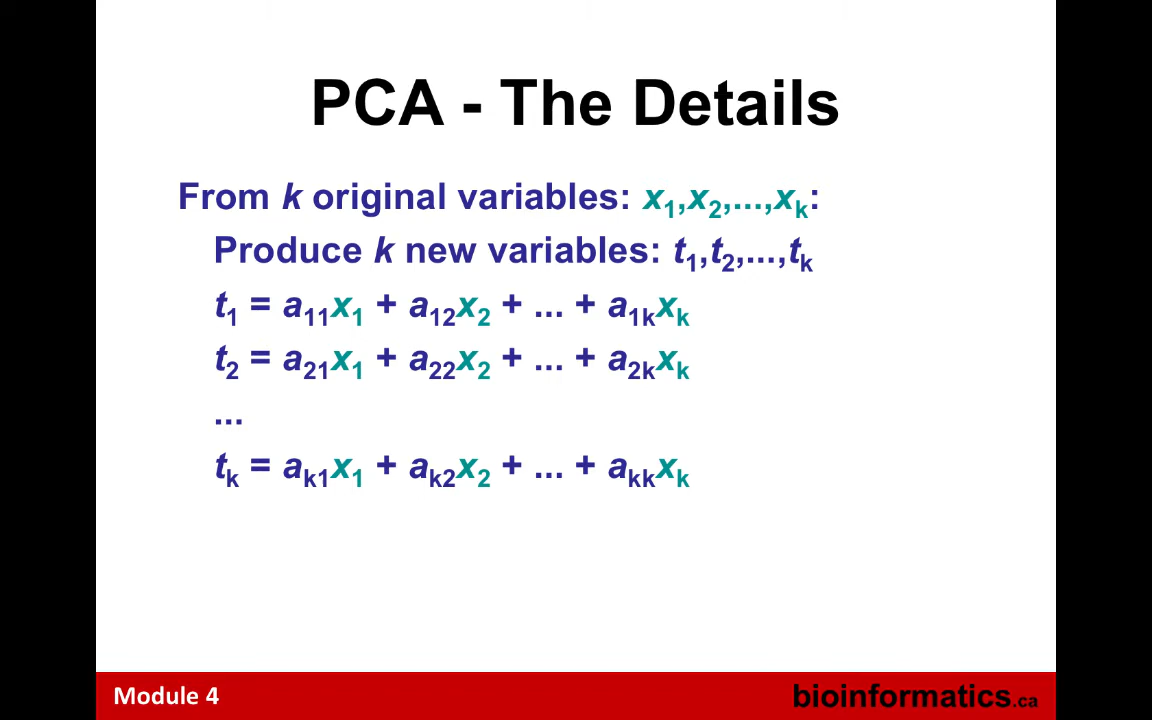 PCA - The Details
From k original variables: x₁,x₂,...,xₖ:
Produce k new variables: t₁,t₂,...,tₖ
t₁ = a₁₁x₁ + a₁₂x₂ + ... + a₁ₖxₖ
t₂ = a₂₁x₁ + a₂₂x₂ + ... + a₂ₖxₖ
...
tₖ = aₖ₁x₁ + aₖ₂x₂ + ... + aₖₖxₖ
Module 4
bioinformatics.ca